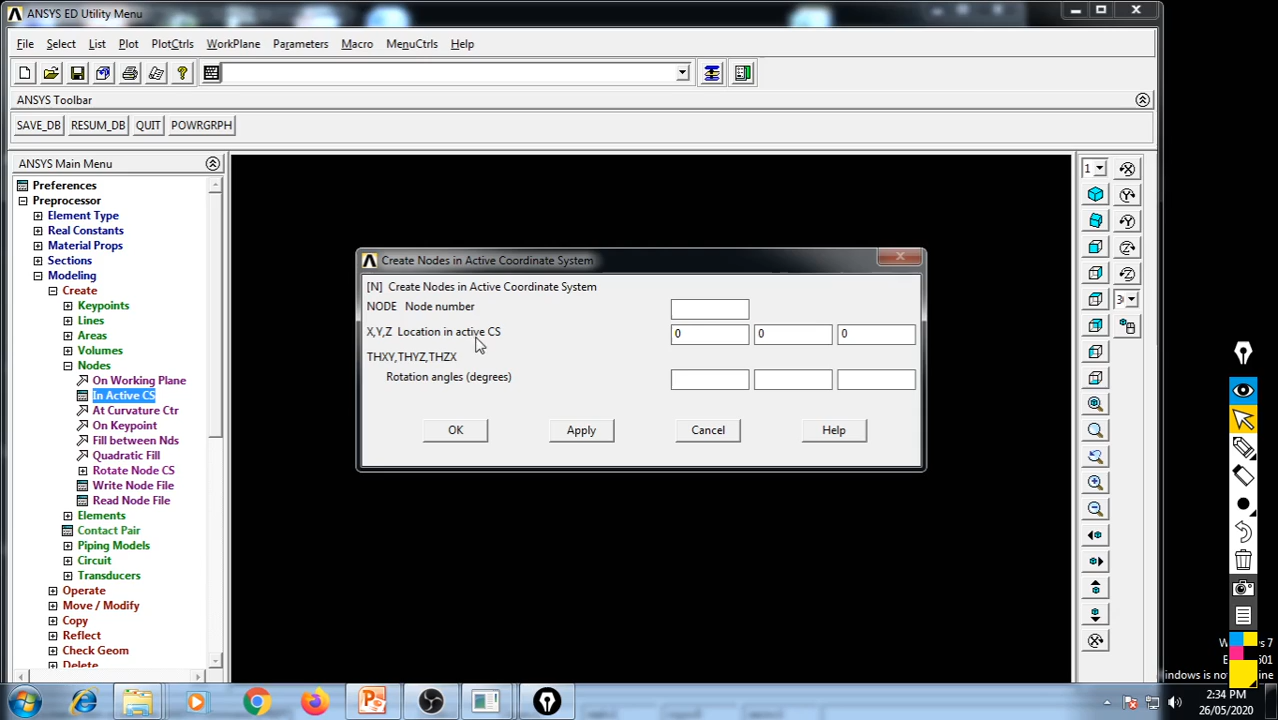 ANSYS ED Utility Menu
File Select List Plot PlotCtrls WorkPlane Parameters Macro MenuCtrls Help
ANSYS Toolbar
SAVE_DB RESUM_DB QUIT POWRGRPH
ANSYS Main Menu
Preferences
Preprocessor
Element Type
Real Constants
Material Props
Sections
Modeling
Create
Keypoints
Lines
Areas
Volumes
Nodes
On Working Plane
In Active CS
At Curvature Ctr
On Keypoint
Fill between Nds
Quadratic Fill
Rotate Node CS
Write Node File
Read Node File
Elements
Contact Pair
Piping Models
Circuit
Transducers
Operate
Move / Modify
Copy
Reflect
Check Geom
Delete
Create Nodes in Active Coordinate System
[N] Create Nodes in Active Coordinate System
NODE Node number
X,Y,Z Location in active CS 0 0 0
THXY,THYZ,THZX
Rotation angles (degrees)
OK Apply Cancel Help
1
2:34 PM
26/05/2020